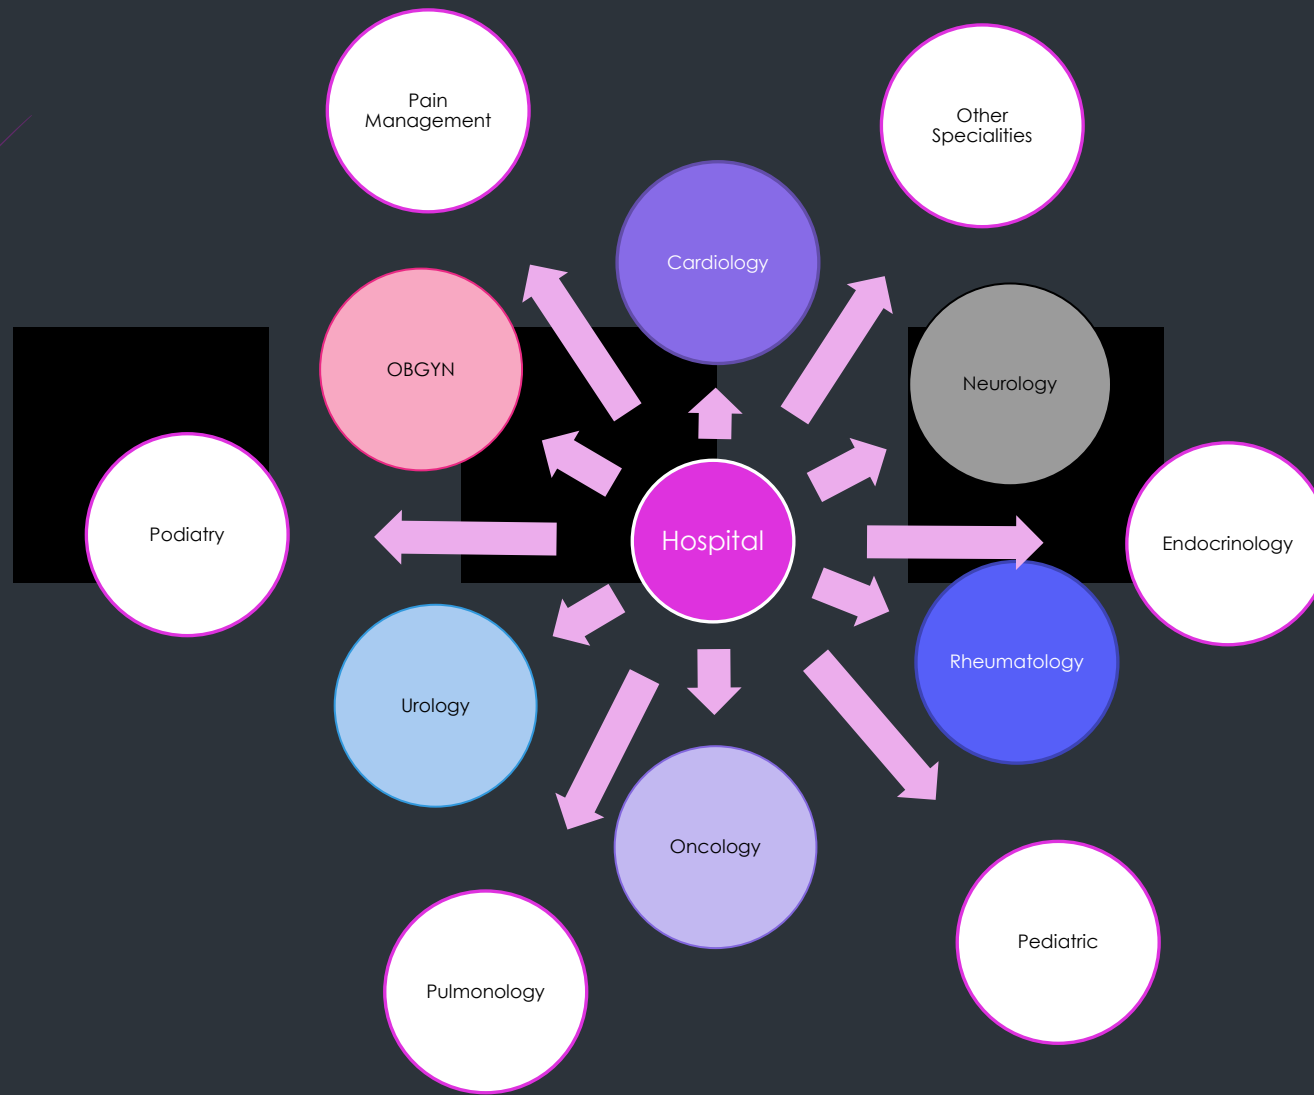 Pain
Management
Other
Specialities
Cardiology
OBGYN
Neurology
Podiatry
Hospital
Endocrinology
Urology
Rheumatology
Oncology
Pediatric
Pulmonology